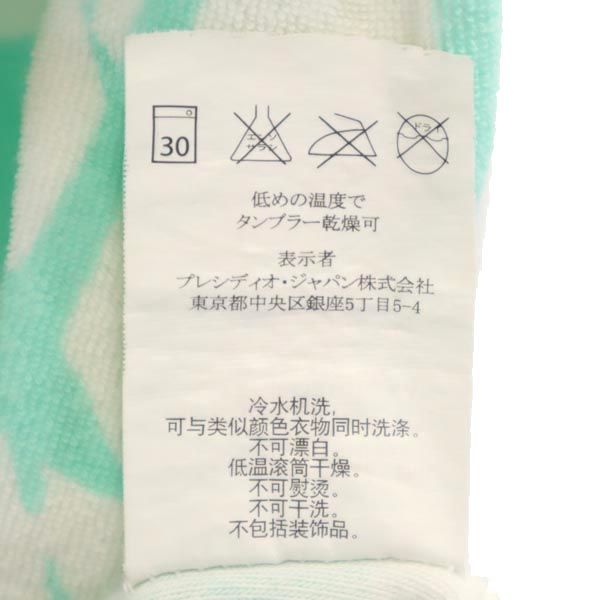 30
エンソ
サラシ
ドライ
低めの温度で
タンブラー乾燥可
表示者
プレシディオ・ジャパン株式会社
東京都中央区銀座5丁目5-4
冷水机洗,
可与类似颜色衣物同时洗涤。
不可漂白。
低温滚筒干燥。
不可熨烫。
不可干洗。
不包括装饰品。